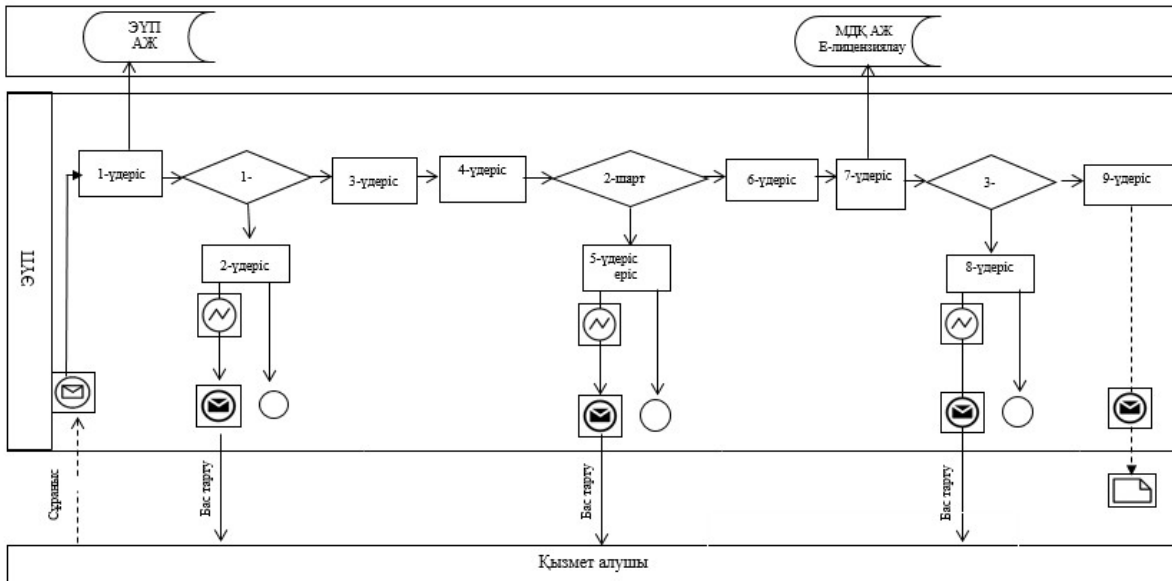 ЭҮП
АЖ
МДҚ АЖ
Е-лицензиялау
1-үдеріс
1-
3-үдеріс
4-үдеріс
2-шарт
6-үдеріс
7-үдеріс
3-
9-үдеріс
2-үдеріс
5-үдеріс
еріс
8-үдеріс
ЭҮП
Сұраныс
Бас тарту
Бас тарту
Бас тарту
Қызмет алушы